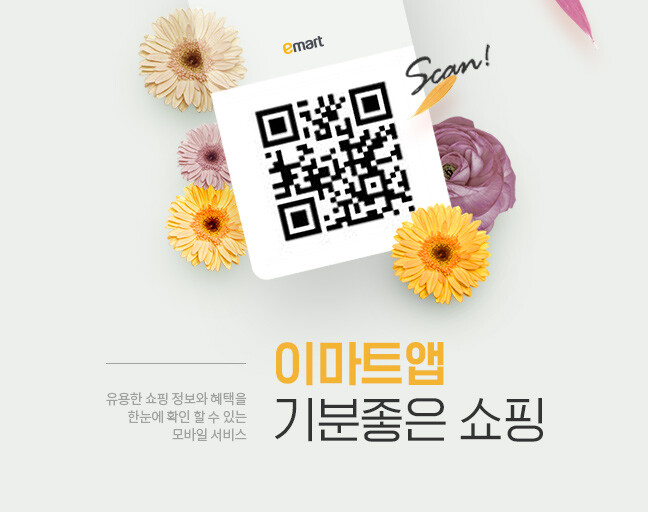 emart
Scan!
이마트앱
기분좋은 쇼핑
유용한 쇼핑 정보와 혜택을
한눈에 확인 할 수 있는
모바일 서비스